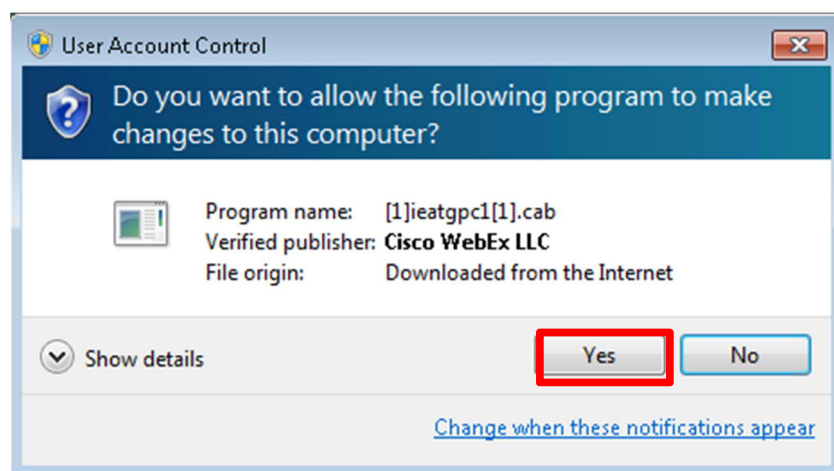 User Account Control
Do you want to allow the following program to make
changes to this computer?
Program name: [1]ieatgpc1[1].cab
Verified publisher: Cisco WebEx LLC
File origin: Downloaded from the Internet
Show details
Yes
No
Change when these notifications appear